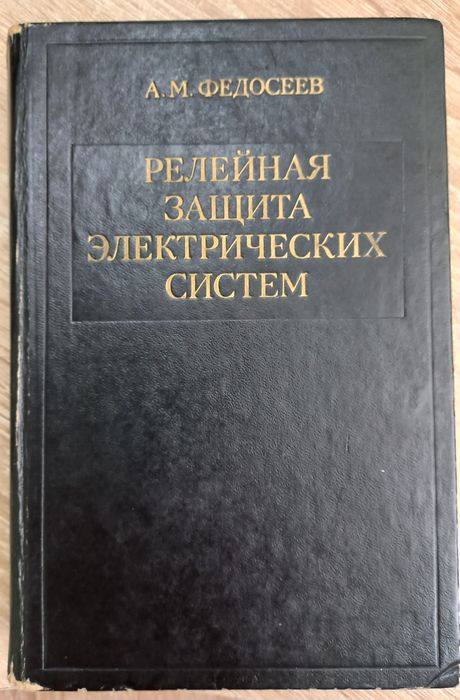 А. М. ФЕДОСЕЕВ
РЕЛЕЙНАЯ
ЗАЩИТА
ЭЛЕКТРИЧЕСКИХ
СИСТЕМ